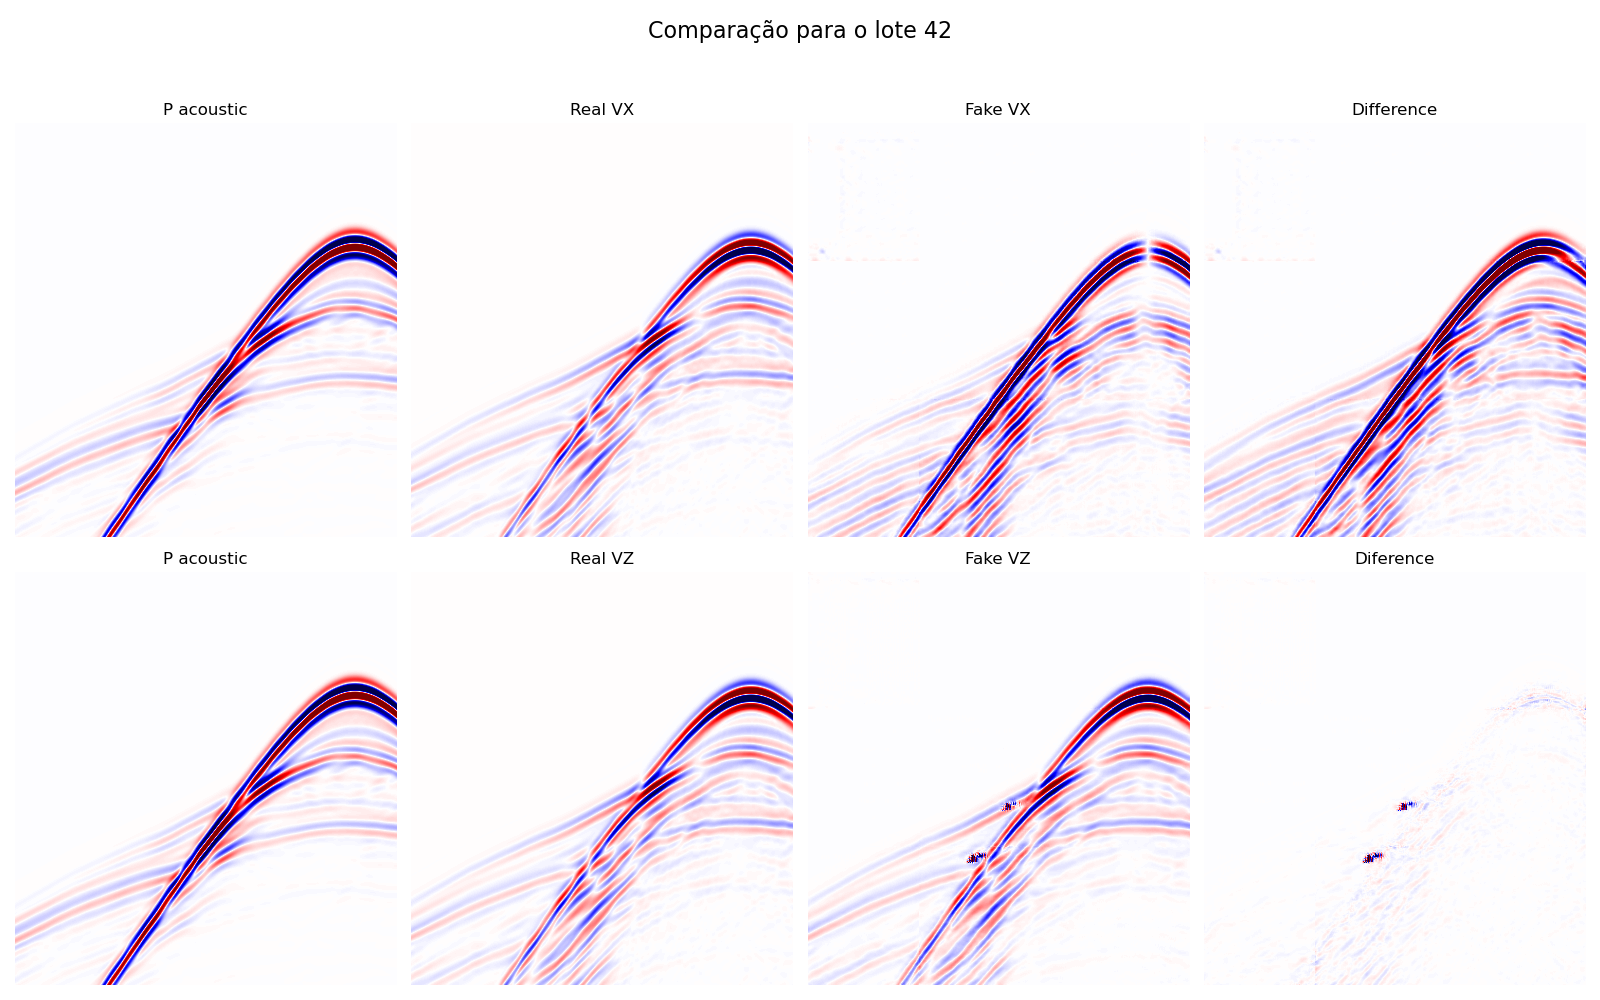 Comparação para o lote 42
P acoustic
Real VX
Fake VX
Difference
P acoustic
Real VZ
Fake VZ
Diference